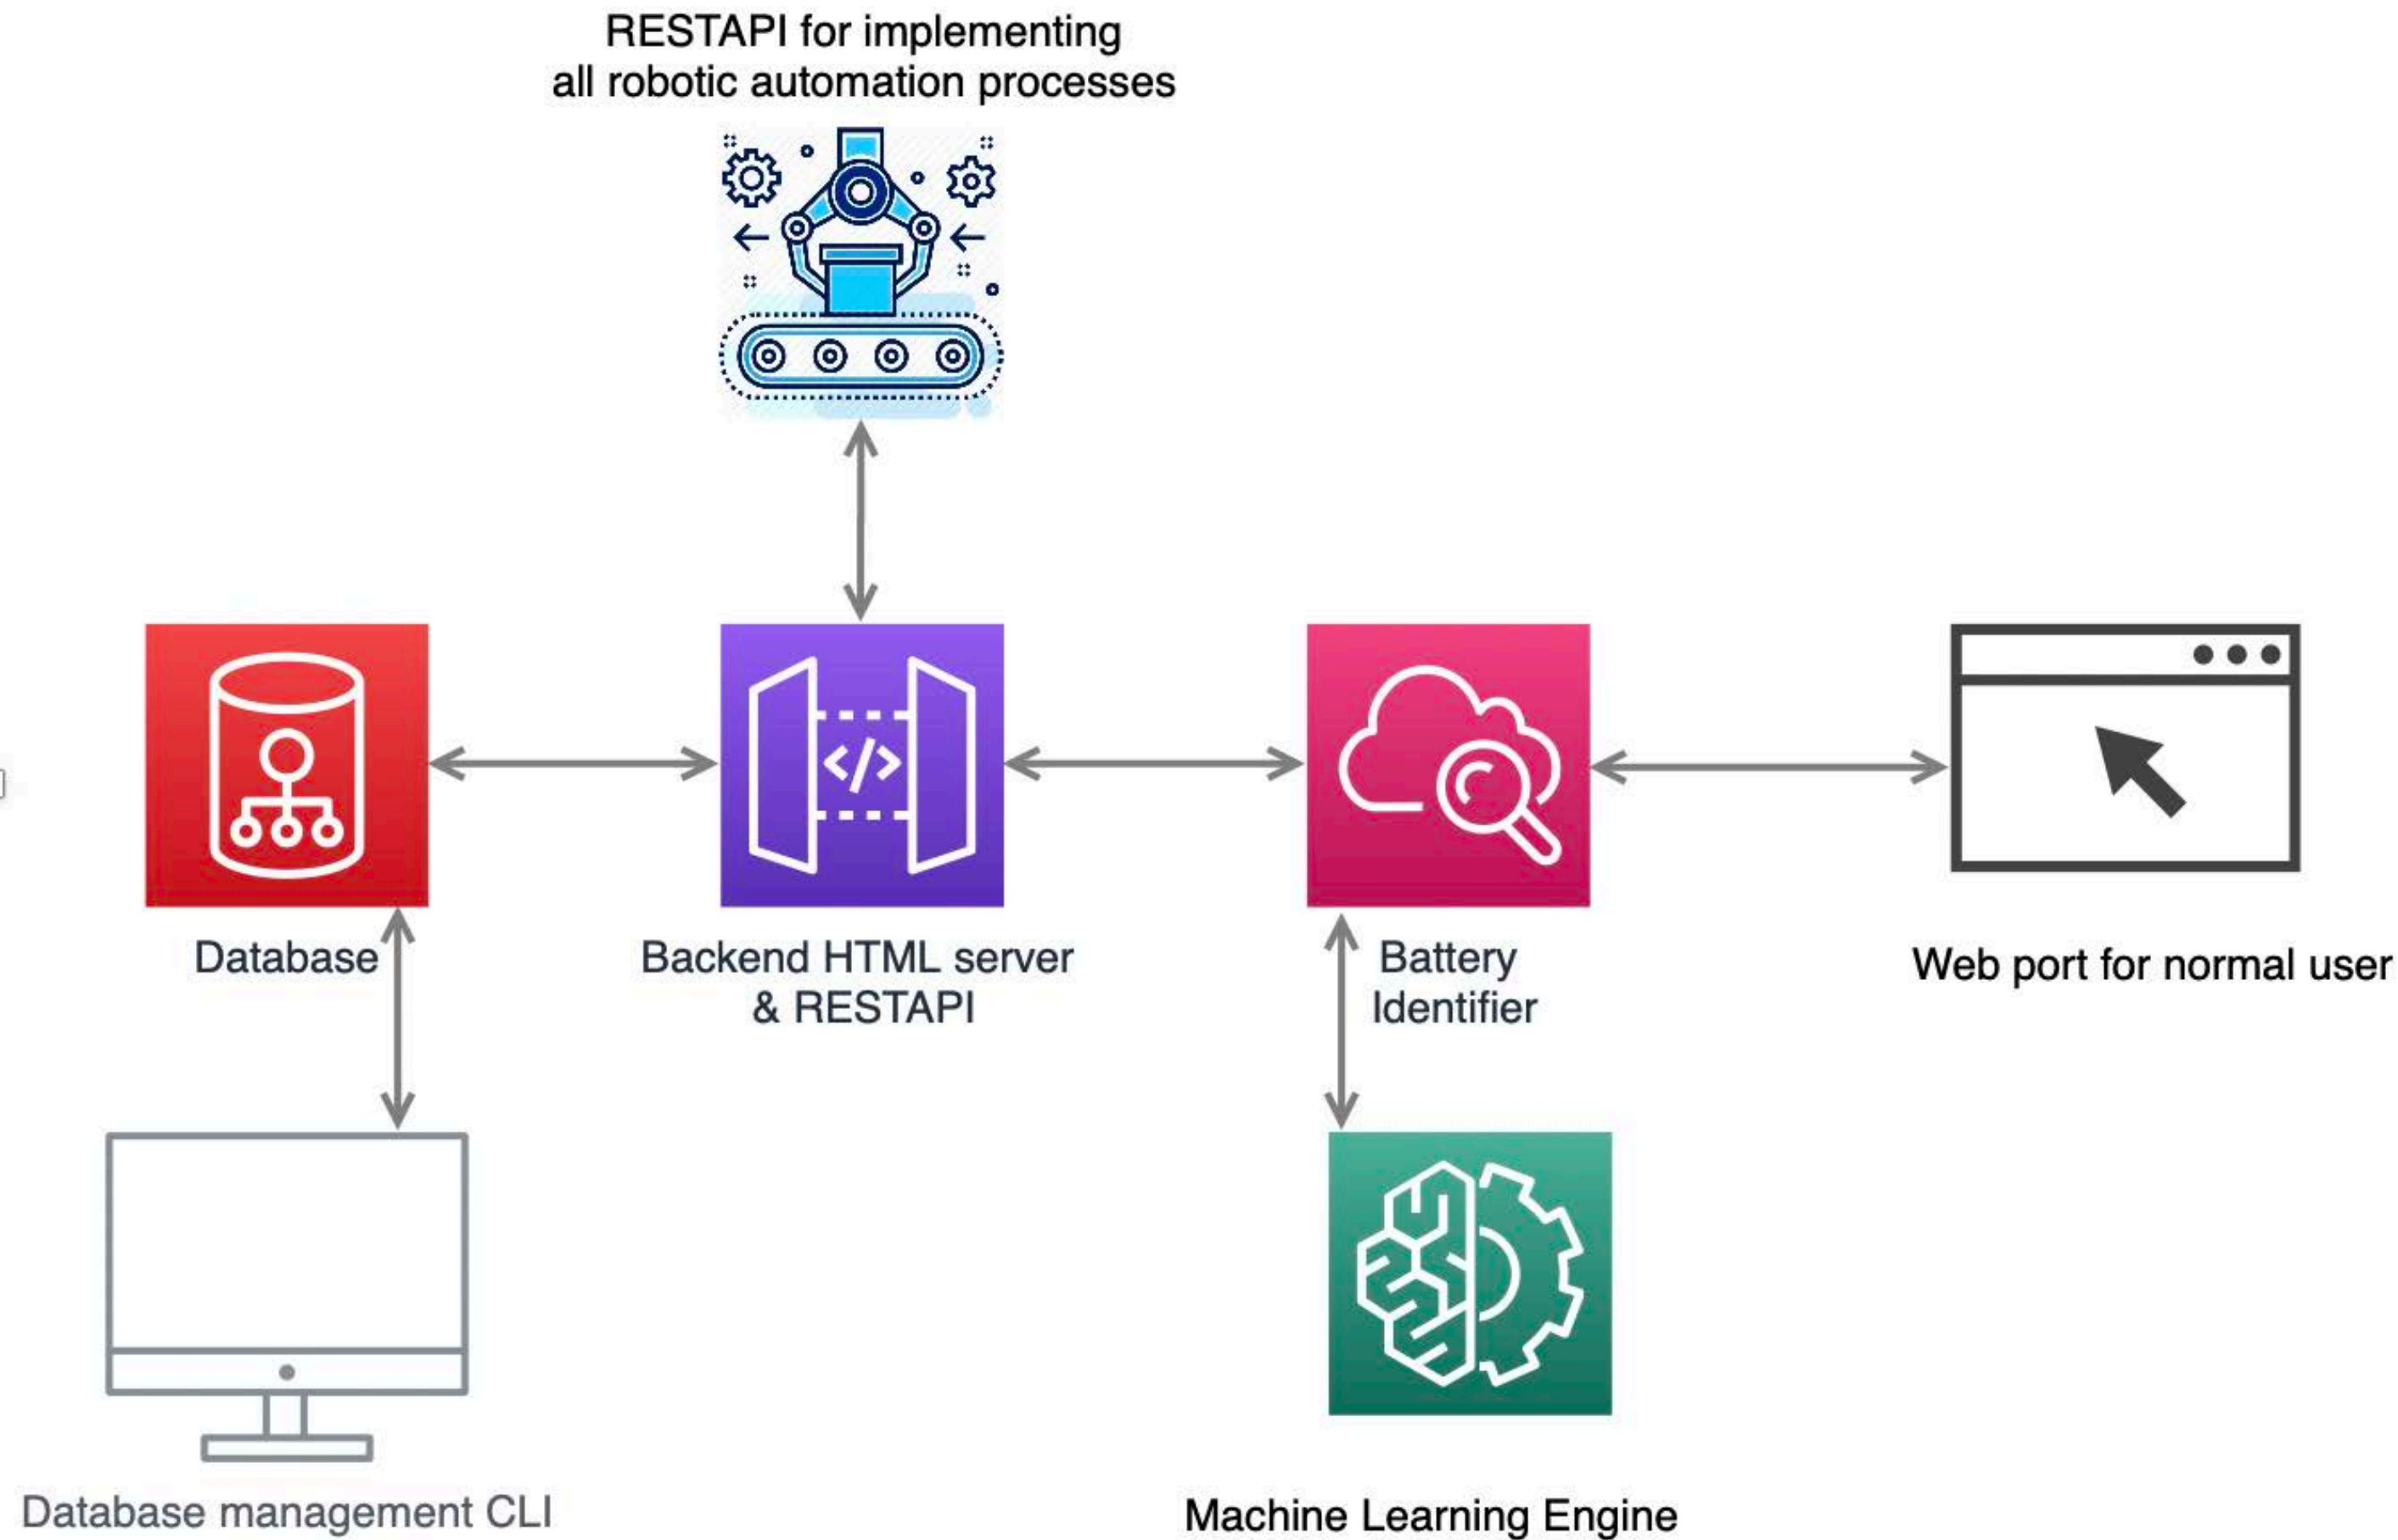 RESTAPI for implementing
all robotic automation processes
</>
Database
Backend HTML server
& RESTAPI
Battery
Identifier
Web port for normal user
Database management CLI
Machine Learning Engine